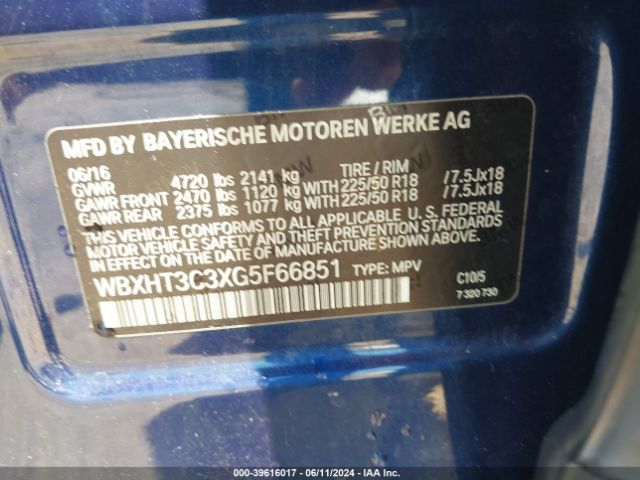 MFD BY BAYERISCHE MOTOREN WERKE AG
06/16 TIRE / RIM
GVWR 4720 lbs 2141 kg
GAWR FRONT 2470 lbs 1120 kg WITH 225/50 R18 /7.5Jx18
GAWR REAR 2375 lbs 1077 kg WITH 225/50 R18 /7.5Jx18
THIS VEHICLE CONFORMS TO ALL APPLICABLE U. S. FEDERAL
MOTOR VEHICLE SAFETY AND THEFT PREVENTION STANDARDS
IN EFFECT ON THE DATE OF MANUFACTURE SHOWN ABOVE.
WBXHT3C3XG5F66851 TYPE: MPV
C10/5
7 320 730
000-39616017 - 06/11/2024 - IAA Inc.